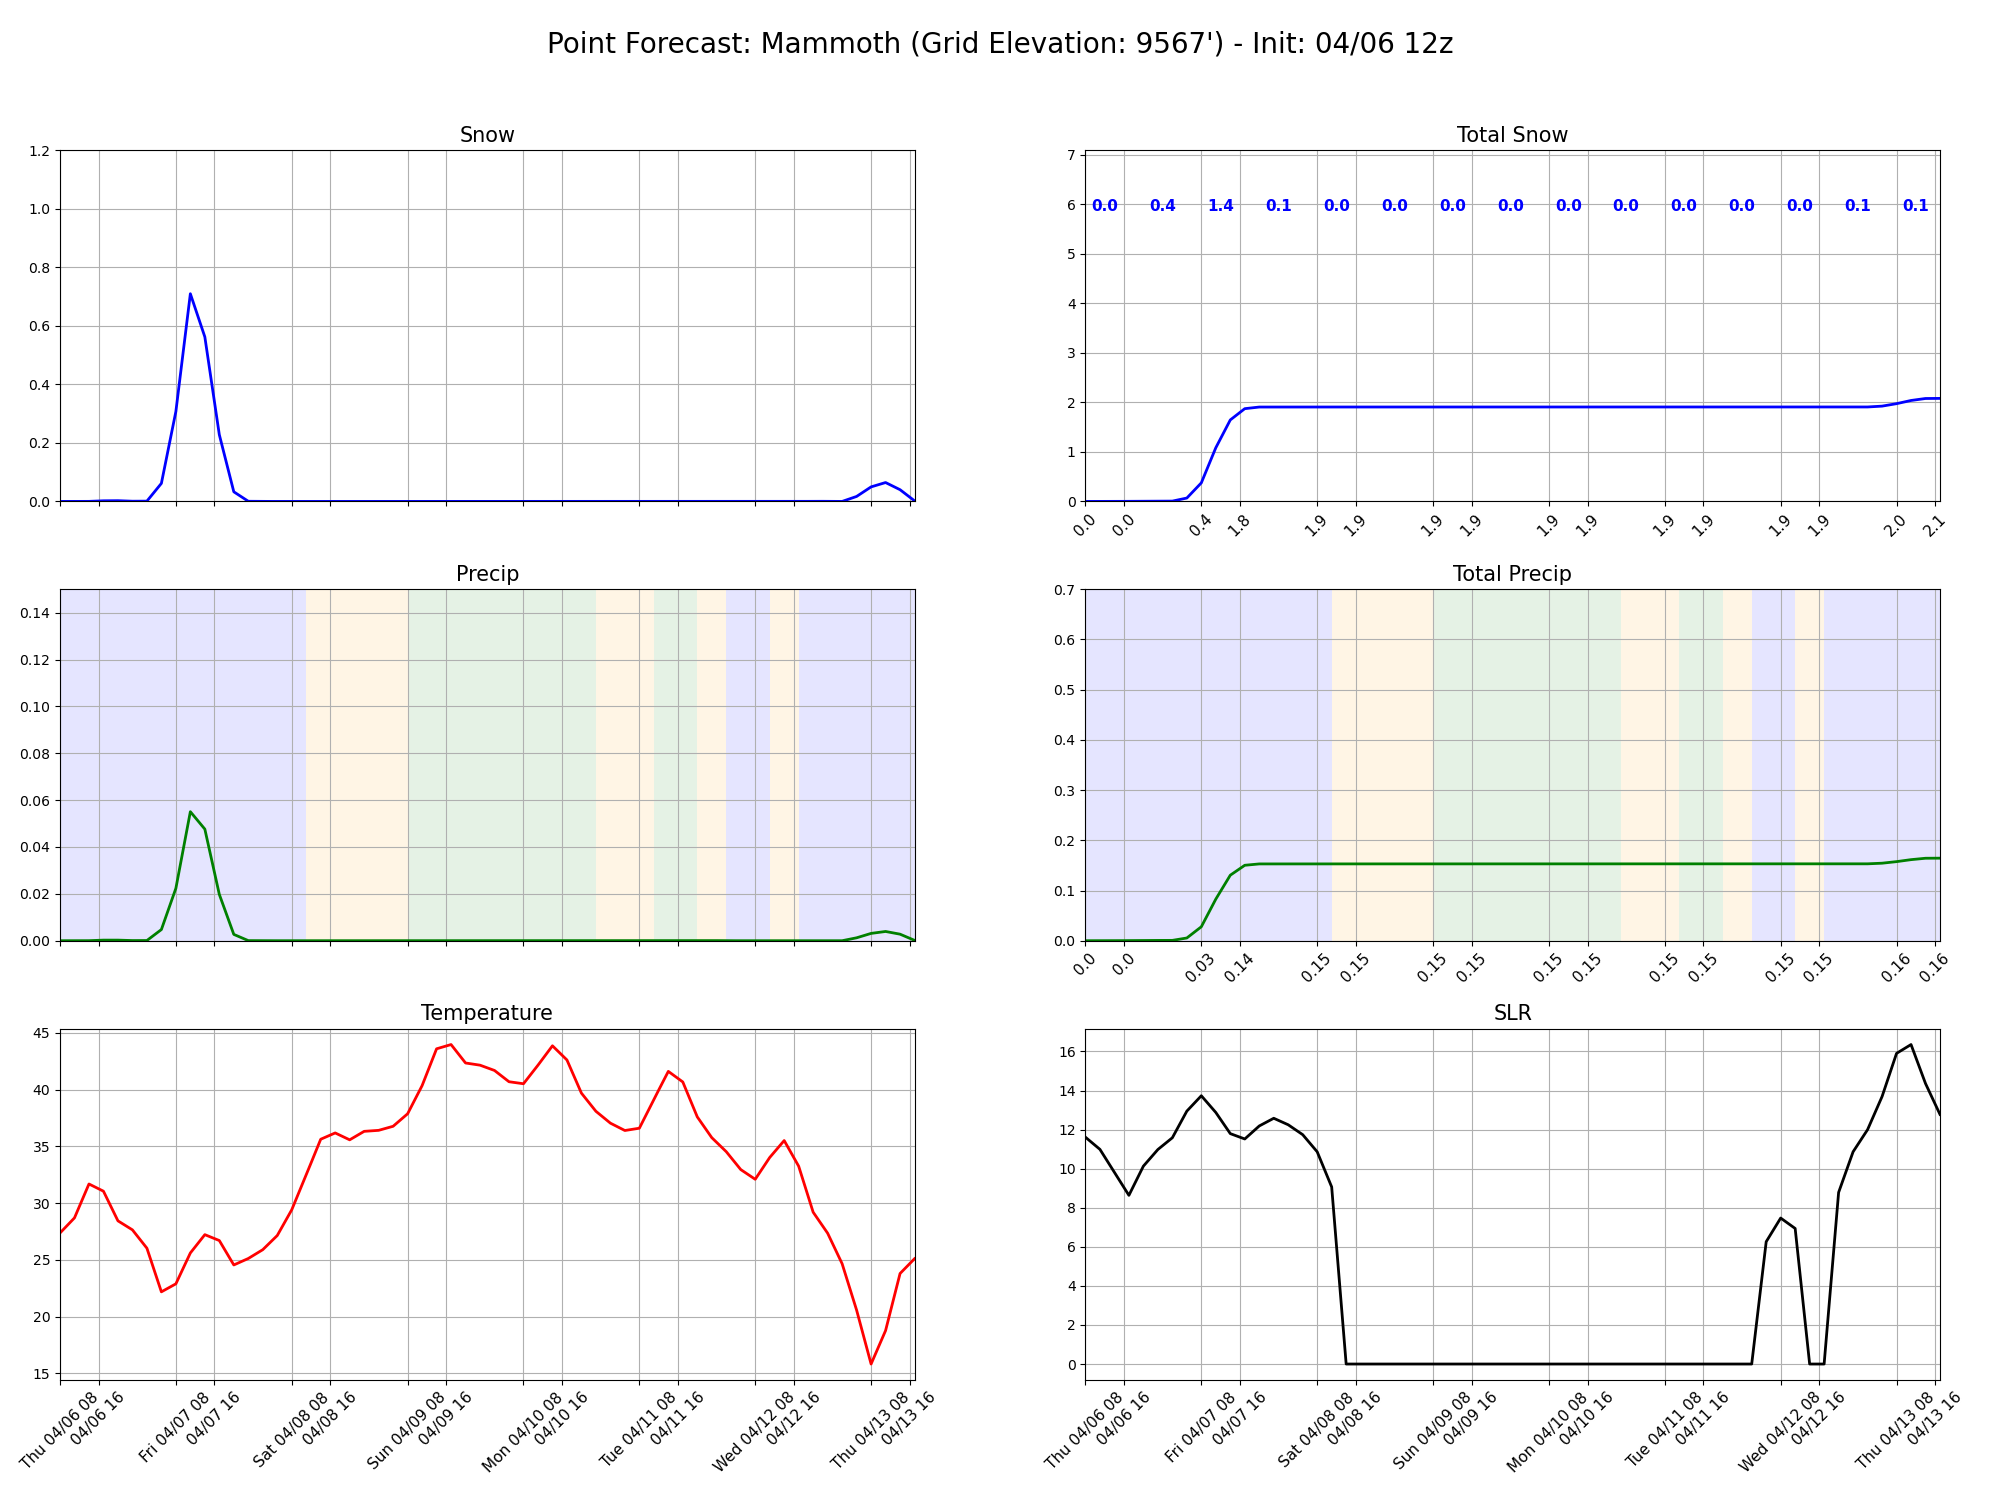 Point Forecast: Mammoth (Grid Elevation: 9567') - Init: 04/06 12z
Snow
1.2
1.0
0.8
0.6
0.4
0.2
0.0
Total Snow
7
6
5
4
3
2
1
0
0.0 0.4 1.4 0.1 0.0 0.0 0.0 0.0 0.0 0.0 0.0 0.0 0.0 0.1 0.1
0.0 0.0 0.4 1.8 1.9 1.9 1.9 1.9 1.9 1.9 1.9 1.9 1.9 1.9 2.0 2.1
Precip
0.14
0.12
0.10
0.08
0.06
0.04
0.02
0.00
Total Precip
0.7
0.6
0.5
0.4
0.3
0.2
0.1
0.0
0.0 0.0 0.03 0.14 0.15 0.15 0.15 0.15 0.15 0.15 0.15 0.15 0.15 0.15 0.16 0.16
Temperature
45
40
35
30
25
20
15
Thu 04/06 08
04/06 16
Fri 04/07 08
04/07 16
Sat 04/08 08
04/08 16
Sun 04/09 08
04/09 16
Mon 04/10 08
04/10 16
Tue 04/11 08
04/11 16
Wed 04/12 08
04/12 16
Thu 04/13 08
04/13 16
SLR
16
14
12
10
8
6
4
2
0
Thu 04/06 08
04/06 16
Fri 04/07 08
04/07 16
Sat 04/08 08
04/08 16
Sun 04/09 08
04/09 16
Mon 04/10 08
04/10 16
Tue 04/11 08
04/11 16
Wed 04/12 08
04/12 16
Thu 04/13 08
04/13 16